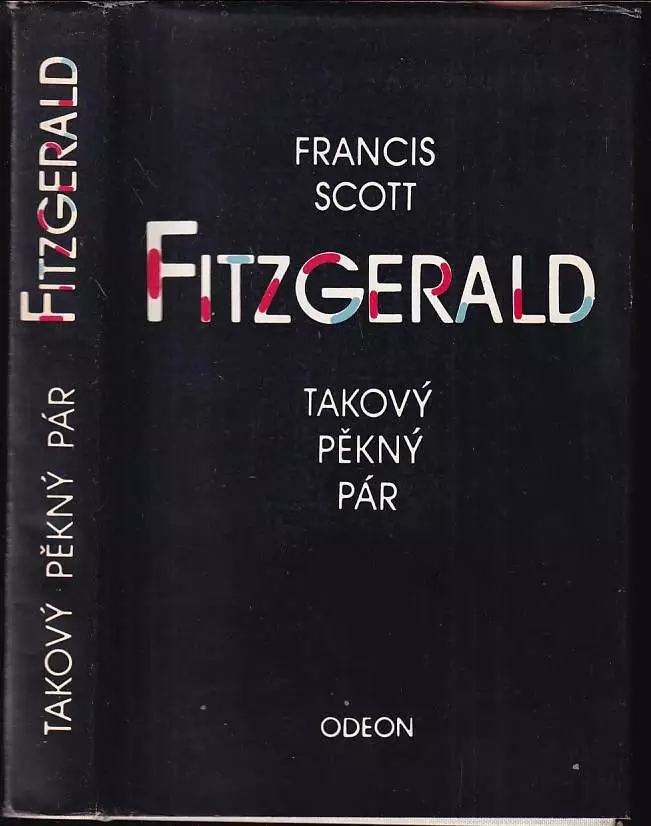 FITZGERALD
TAKOVÝ PĚKNÝ PÁR
FRANCIS
SCOTT
FITZGERALD
TAKOVÝ
PĚKNÝ
PÁR
ODEON